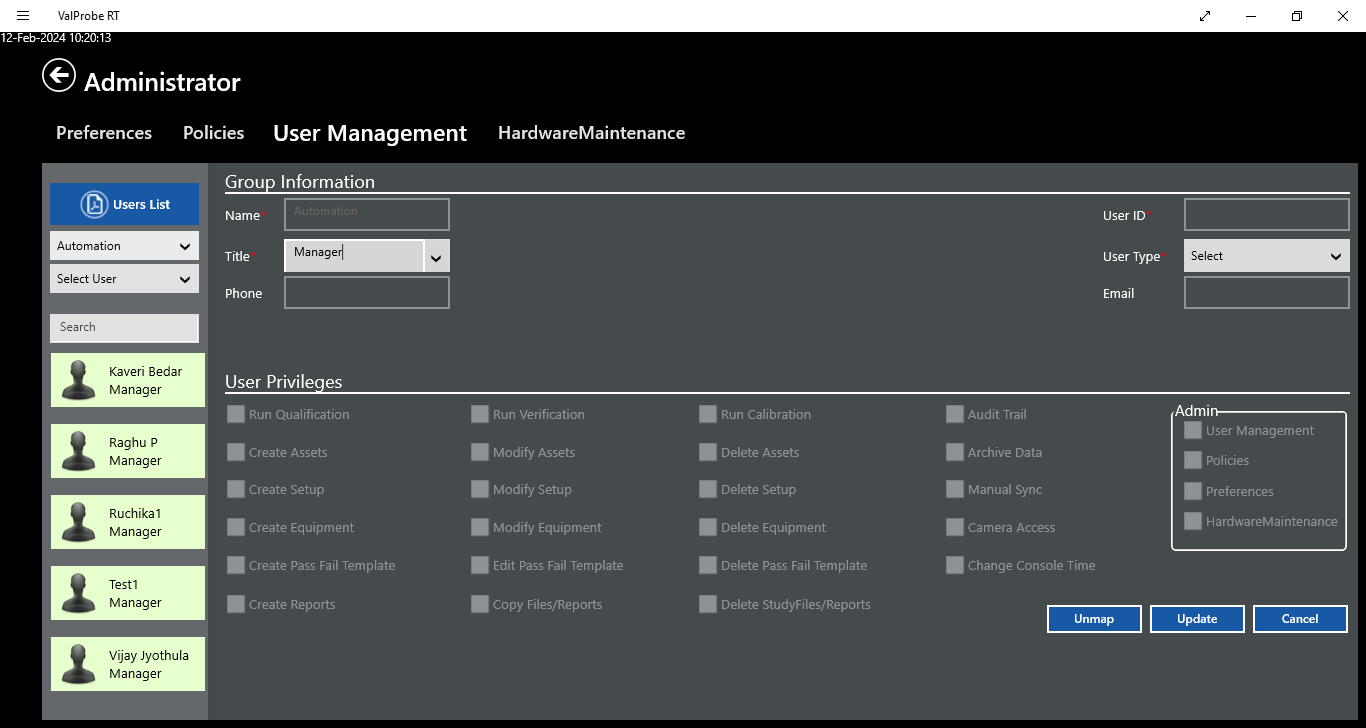 ValProbe RT
12-Feb-2024 10:20:13
Administrator
Preferences Policies User Management HardwareMaintenance
Users List
Automation
Select User
Search
Kaveri Bedar
Manager
Raghu P
Manager
Ruchika1
Manager
Test1
Manager
Vijay Jyothula
Manager
Group Information
Name* Automation
User ID*
Title* Manager
User Type* Select
Phone
Email
User Privileges
Run Qualification Run Verification Run Calibration Audit Trail
Create Assets Modify Assets Delete Assets Archive Data
Create Setup Modify Setup Delete Setup Manual Sync
Create Equipment Modify Equipment Delete Equipment Camera Access
Create Pass Fail Template Edit Pass Fail Template Delete Pass Fail Template Change Console Time
Create Reports Copy Files/Reports Delete StudyFiles/Reports
Admin
User Management
Policies
Preferences
HardwareMaintenance
Unmap Update Cancel